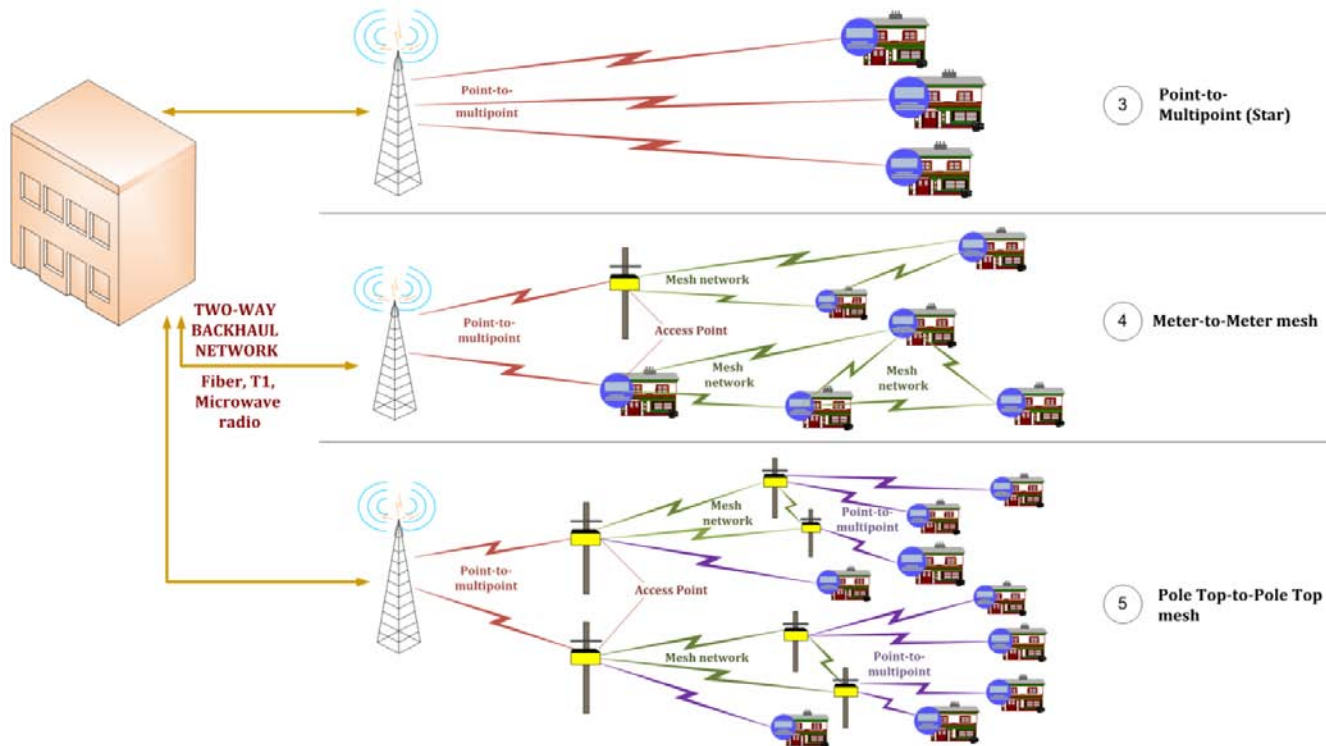 Point-to-
multipoint
3
Point-to-
Multipoint (Star)
TWO-WAY
BACKHAUL
NETWORK
Fiber, T1,
Microwave
radio
Point-to-
multipoint
Mesh network
Access Point
Mesh
network
Mesh
network
4
Meter-to-Meter mesh
Point-to-
multipoint
Mesh
network
Point-to-
multipoint
Access Point
Mesh network
Point-to-
multipoint
5
Pole Top-to-Pole Top
mesh